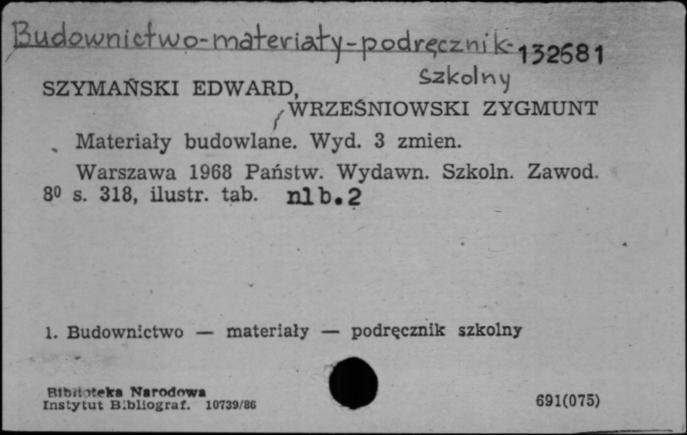 Budownictwo-materiały-podręcznik-132681
szkolny
SZYMAŃSKI EDWARD,
WRZEŚNIOWSKI ZYGMUNT
Materiały budowlane. Wyd. 3 zmien.
Warszawa 1968 Państw. Wydawn. Szkoln. Zawod.
8⁰ s. 318, ilustr. tab. nlb.2
1. Budownictwo — materiały — podręcznik szkolny
Biblioteka Narodowa
Instytut Bibliograf. 10739/86
691(075)